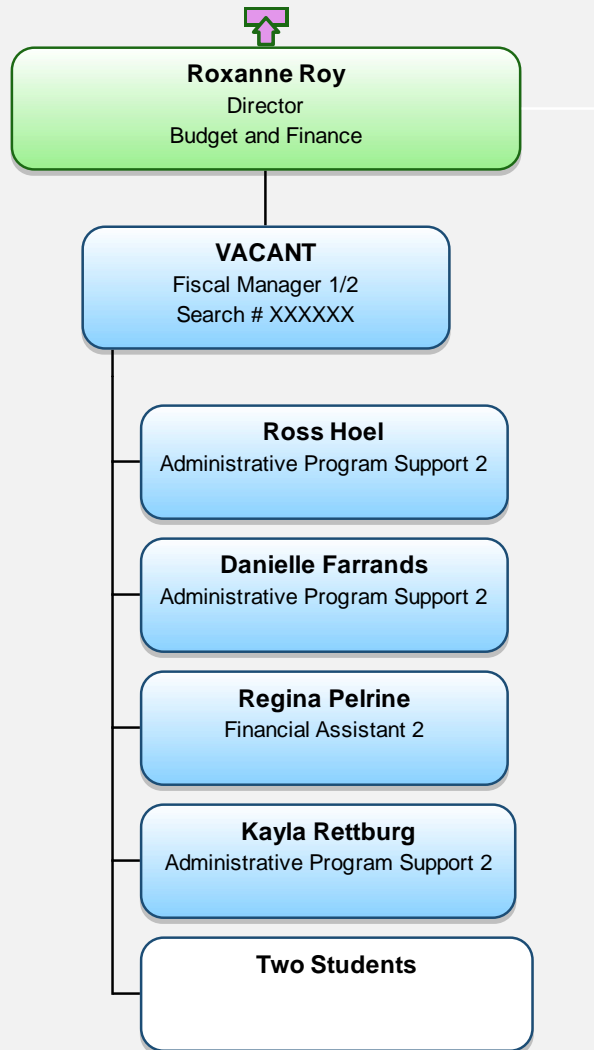 Roxanne Roy
Director
Budget and Finance
VACANT
Fiscal Manager 1/2
Search # XXXXXX
Ross Hoel
Administrative Program Support 2
Danielle Farrands
Administrative Program Support 2
Regina Pelrine
Financial Assistant 2
Kayla Rettburg
Administrative Program Support 2
Two Students